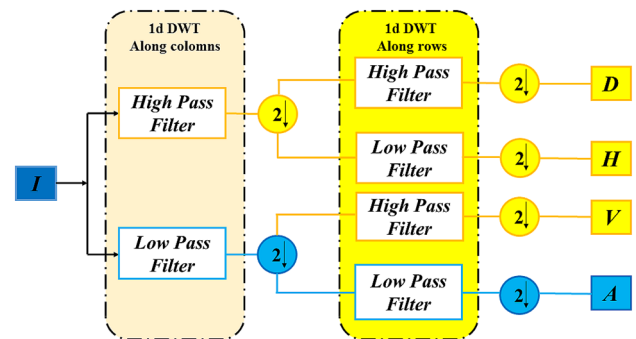 1d DWT
Along colomns
1d DWT
Along rows
High Pass
Filter
D
2↓
High Pass
Filter
2↓
Low Pass
Filter
2↓
H
I
High Pass
Filter
2↓
V
Low Pass
Filter
2↓
Low Pass
Filter
2↓
A